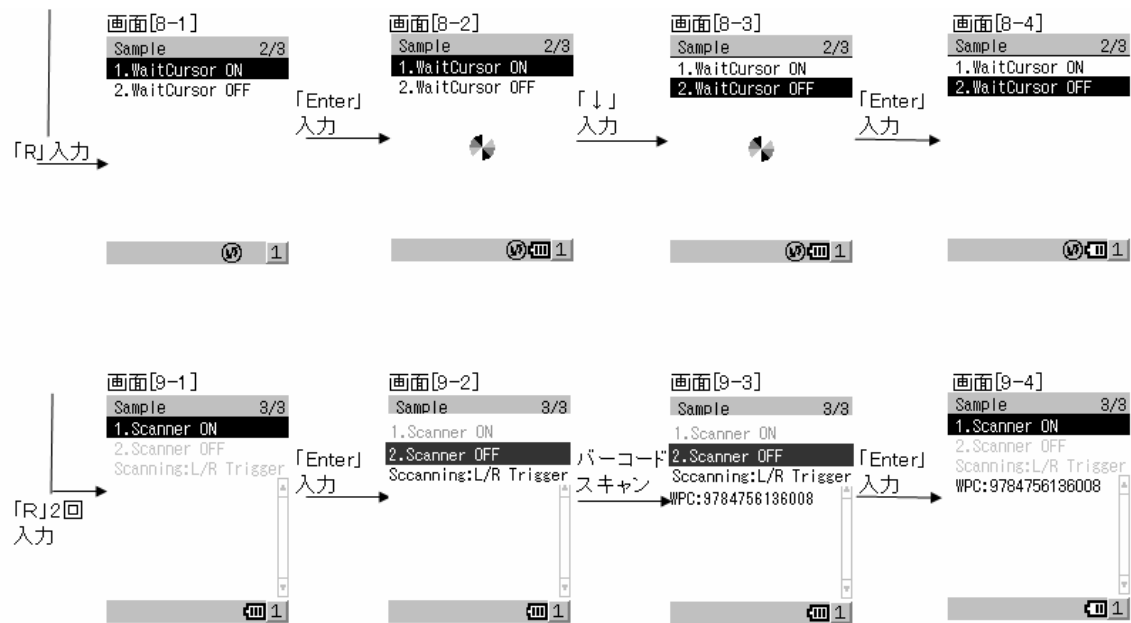 画面[8-1]
Sample 2/3
1.WaitCursor ON
2.WaitCursor OFF
1
画面[8-2]
Sample 2/3
1.WaitCursor ON
2.WaitCursor OFF
1
画面[8-3]
Sample 2/3
1.WaitCursor ON
2.WaitCursor OFF
1
画面[8-4]
Sample 2/3
1.WaitCursor ON
2.WaitCursor OFF
1
「R」入力
「Enter」
入力
「↓」
入力
「Enter」
入力
画面[9-1]
Sample 3/3
1.Scanner ON
2.Scanner OFF
Scanning:L/R Trigger
1
画面[9-2]
Sample 3/3
1.Scanner ON
2.Scanner OFF
Sccanning:L/R Trigger
1
画面[9-3]
Sample 3/3
1.Scanner ON
2.Scanner OFF
Sccanning:L/R Trigger
WPC:9784756136008
1
画面[9-4]
Sample 3/3
1.Scanner ON
2.Scanner OFF
Scanning:L/R Trigger
WPC:9784756136008
1
「R」2回
入力
「Enter」
入力
バーコード
スキャン
「Enter」
入力